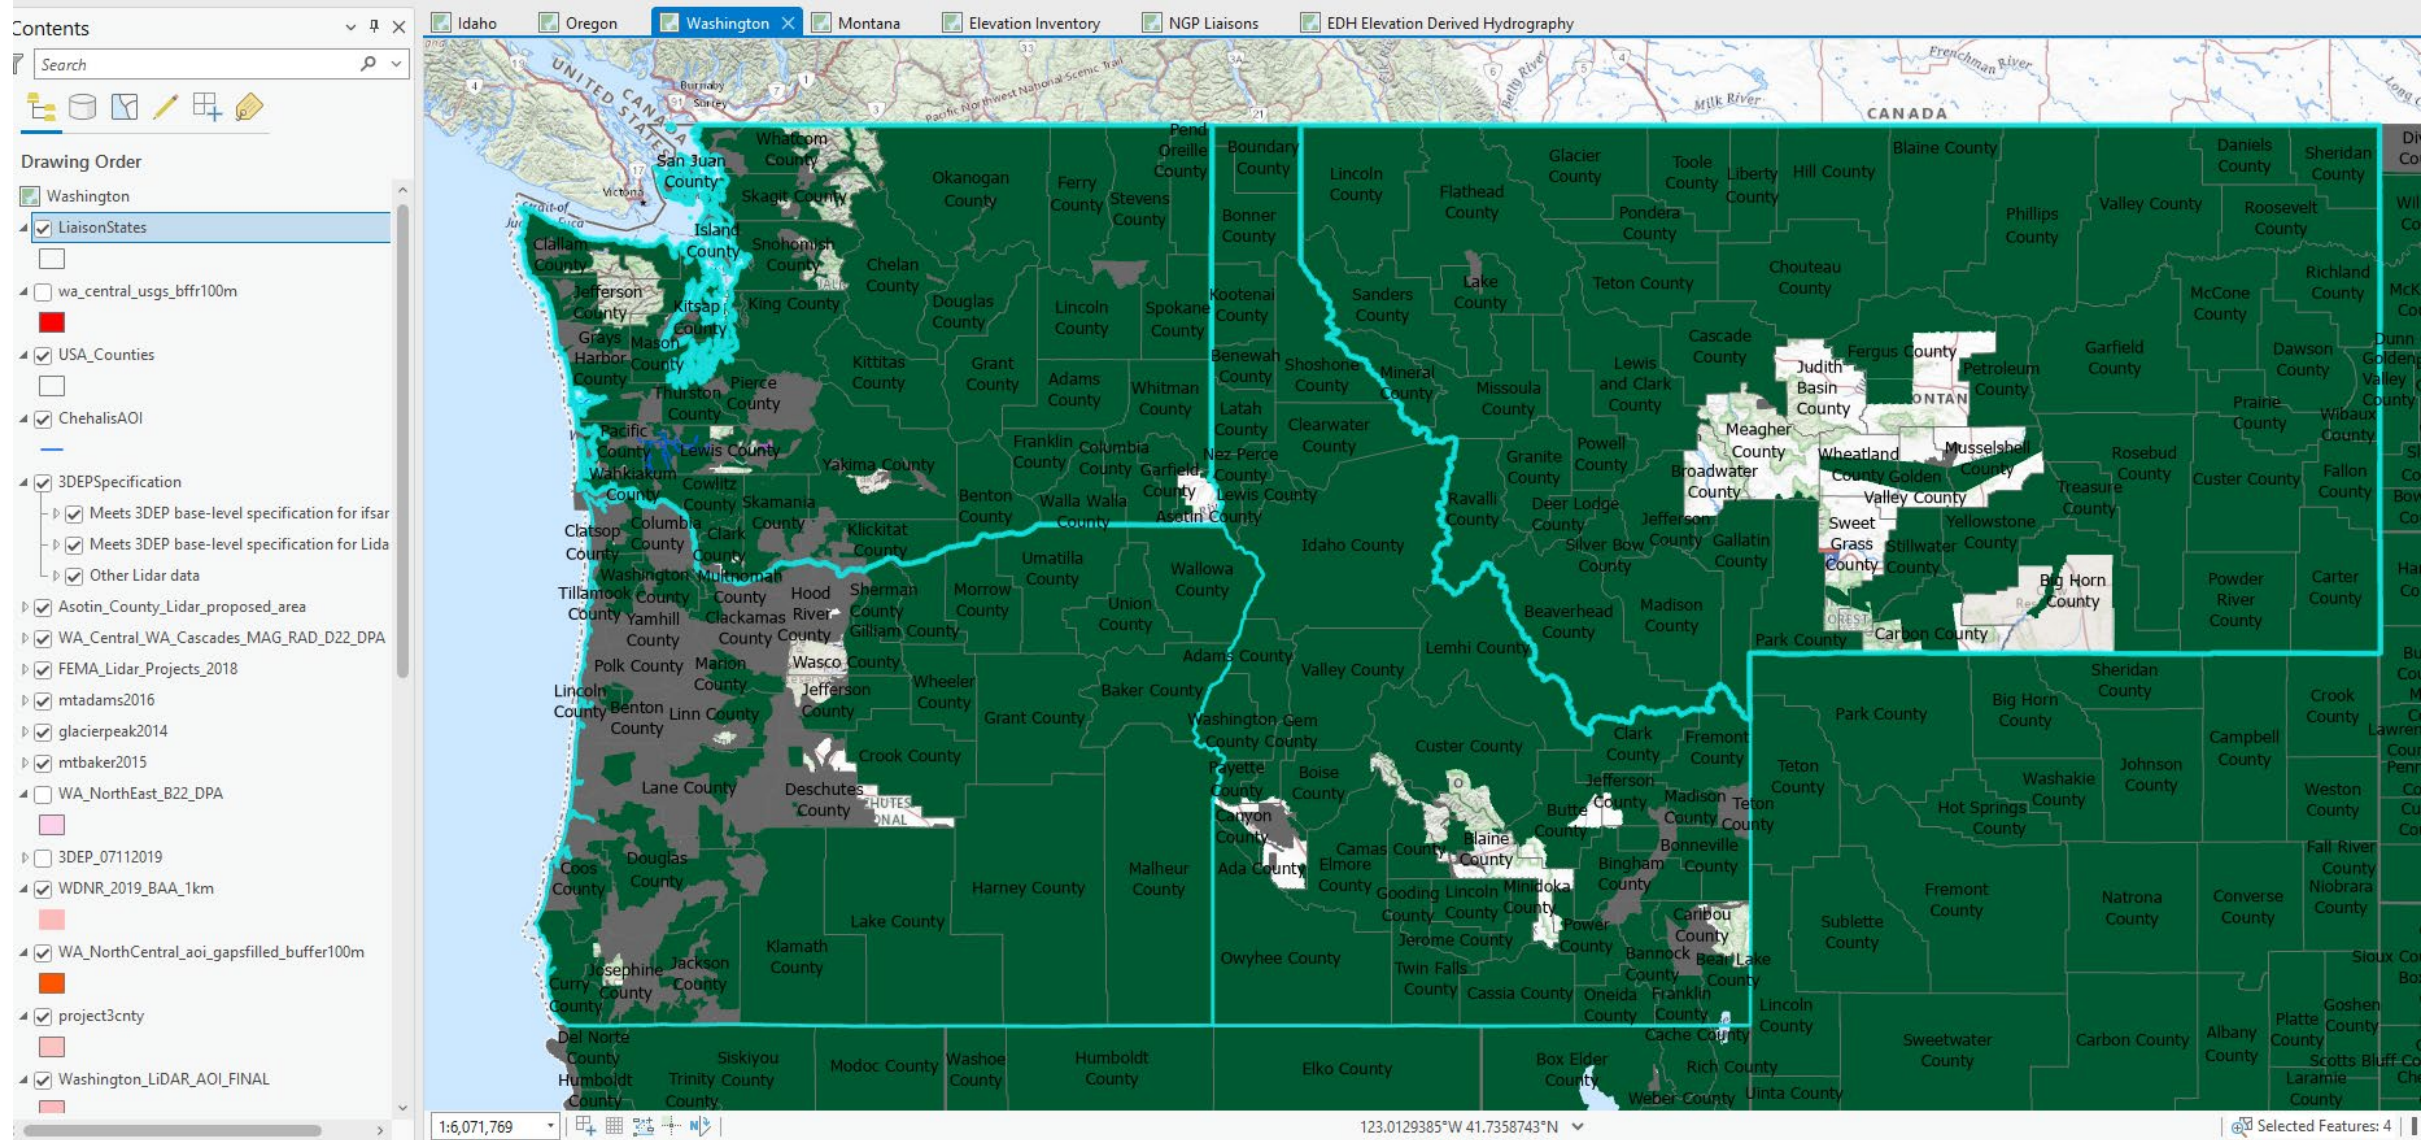 Contents
Search
Drawing Order
Washington
LiaisonStates
wa_central_usgs_bffr100m
USA_Counties
ChehalisAOI
3DEPSpecification
Meets 3DEP base-level specification for ifsar
Meets 3DEP base-level specification for Lida
Other Lidar data
Asotin_County_Lidar_proposed_area
WA_Central_WA_Cascades_MAG_RAD_D22_DPA
FEMA_Lidar_Projects_2018
mtadams2016
glacierpeak2014
mtbaker2015
WA_NorthEast_B22_DPA
3DEP_07112019
WDNR_2019_BAA_1km
WA_NorthCentral_aoi_gapsfilled_buffer100m
project3cnty
Washington_LiDAR_AOI_FINAL
Idaho
Oregon
Washington
Montana
Elevation Inventory
NGP Liaisons
EDH Elevation Derived Hydrography
UNITED STATES
CANADA
Burnaby
Surrey
Victoria
Pacific Northwest National Scenic Trail
Belly River
Milk River
Frenchman River
CANADA
Whatcom County
San Juan County
Skagit County
Island County
Snohomish County
Clallam County
Jefferson County
Kitsap County
King County
Grays Harbor County
Mason County
Thurston County
Pierce County
Pacific County
Lewis County
Wahkiakum County
Cowlitz County
Skamania County
Clark County
Klickitat County
Yakima County
Kittitas County
Chelan County
Okanogan County
Douglas County
Grant County
Ferry County
Stevens County
Pend Oreille County
Lincoln County
Spokane County
Adams County
Whitman County
Franklin County
Columbia County
Garfield County
Benton County
Walla Walla County
Asotin County
Clatsop County
Columbia County
Washington County
Multnomah County
Tillamook County
Yamhill County
Clackamas County
Hood River County
Sherman County
Gilliam County
Morrow County
Umatilla County
Union County
Wallowa County
Polk County
Marion County
Wasco County
Jefferson County
Wheeler County
Lincoln County
Benton County
Linn County
Grant County
Baker County
Crook County
Lane County
Deschutes County
Coos County
Douglas County
Harney County
Malheur County
Lake County
Klamath County
Josephine County
Jackson County
Curry County
Boundary County
Bonner County
Kootenai County
Benewah County
Shoshone County
Latah County
Clearwater County
Nez Perce County
Lewis County
Idaho County
Adams County
Valley County
Lemhi County
Washington County
Gem County
Payette County
Boise County
Custer County
Canyon County
Ada County
Elmore County
Camas County
Blaine County
Butte County
Clark County
Fremont County
Jefferson County
Madison County
Teton County
Bonneville County
Bingham County
Gooding County
Lincoln County
Minidoka County
Jerome County
Power County
Caribou County
Bannock County
Bear Lake County
Owyhee County
Twin Falls County
Cassia County
Oneida County
Franklin County
Lincoln County
Flathead County
Glacier County
Toole County
Liberty County
Hill County
Blaine County
Phillips County
Valley County
Daniels County
Sheridan County
Roosevelt County
Richland County
Pondera County
Teton County
Chouteau County
Sanders County
Lake County
McCone County
Cascade County
Fergus County
Judith Basin County
Petroleum County
Garfield County
Dawson County
Mineral County
Missoula County
Lewis and Clark County
Prairie County
Wibaux County
Meagher County
Wheatland County
Golden Valley County
Musselshell County
Rosebud County
Custer County
Fallon County
Treasure County
Granite County
Powell County
Broadwater County
Ravalli County
Deer Lodge County
Jefferson County
Silver Bow County
Gallatin County
Sweet Grass County
Stillwater County
Yellowstone County
Big Horn County
Powder River County
Carter County
Beaverhead County
Madison County
Park County
Carbon County
Park County
Big Horn County
Sheridan County
Crook County
Campbell County
Johnson County
Washakie County
Hot Springs County
Weston County
Teton County
Fremont County
Natrona County
Converse County
Niobrara County
Fall River County
Sublette County
Lincoln County
Sweetwater County
Carbon County
Albany County
Platte County
Goshen County
Laramie County
Uinta County
Del Norte County
Siskiyou County
Modoc County
Washoe County
Humboldt County
Elko County
Box Elder County
Cache County
Rich County
Weber County
Humboldt County
Trinity County
1:6,071,769
123.0129385°W 41.7358743°N
Selected Features: 4